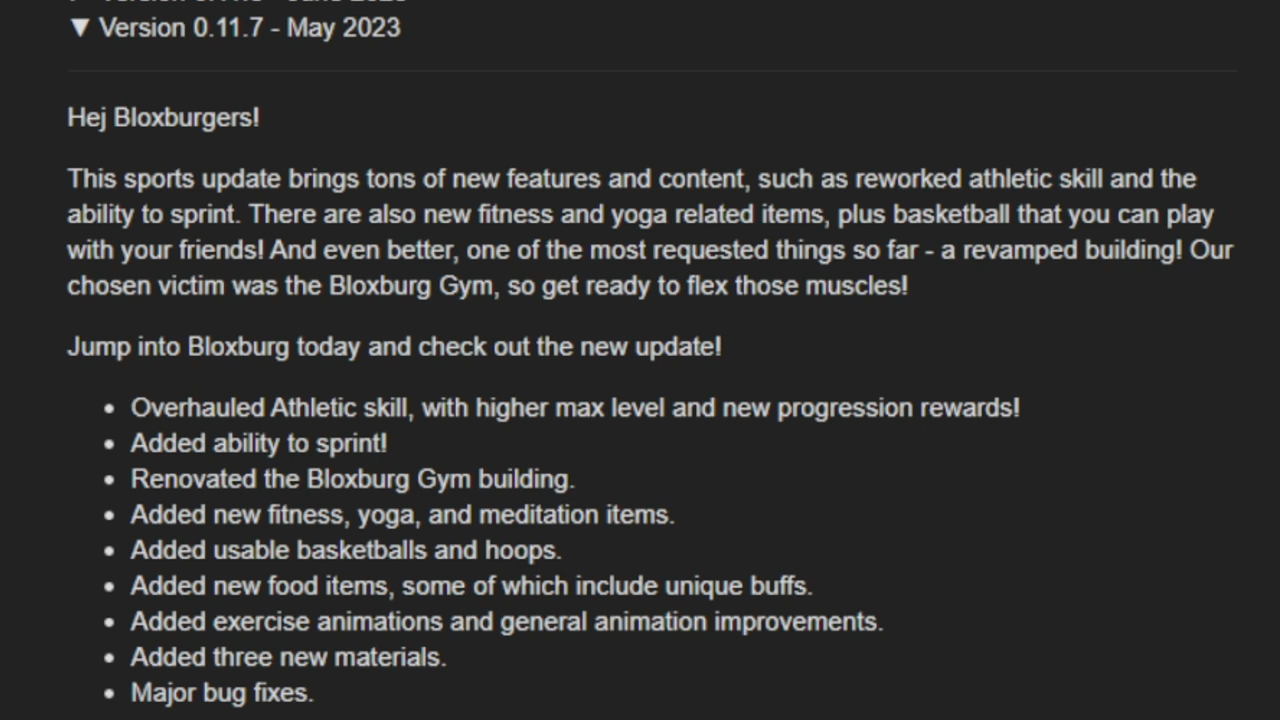 ▼ Version 0.11.7 - May 2023
Hej Bloxburgers!
This sports update brings tons of new features and content, such as reworked athletic skill and the
ability to sprint. There are also new fitness and yoga related items, plus basketball that you can play
with your friends! And even better, one of the most requested things so far - a revamped building! Our
chosen victim was the Bloxburg Gym, so get ready to flex those muscles!
Jump into Bloxburg today and check out the new update!
• Overhauled Athletic skill, with higher max level and new progression rewards!
• Added ability to sprint!
• Renovated the Bloxburg Gym building.
• Added new fitness, yoga, and meditation items.
• Added usable basketballs and hoops.
• Added new food items, some of which include unique buffs.
• Added exercise animations and general animation improvements.
• Added three new materials.
• Major bug fixes.